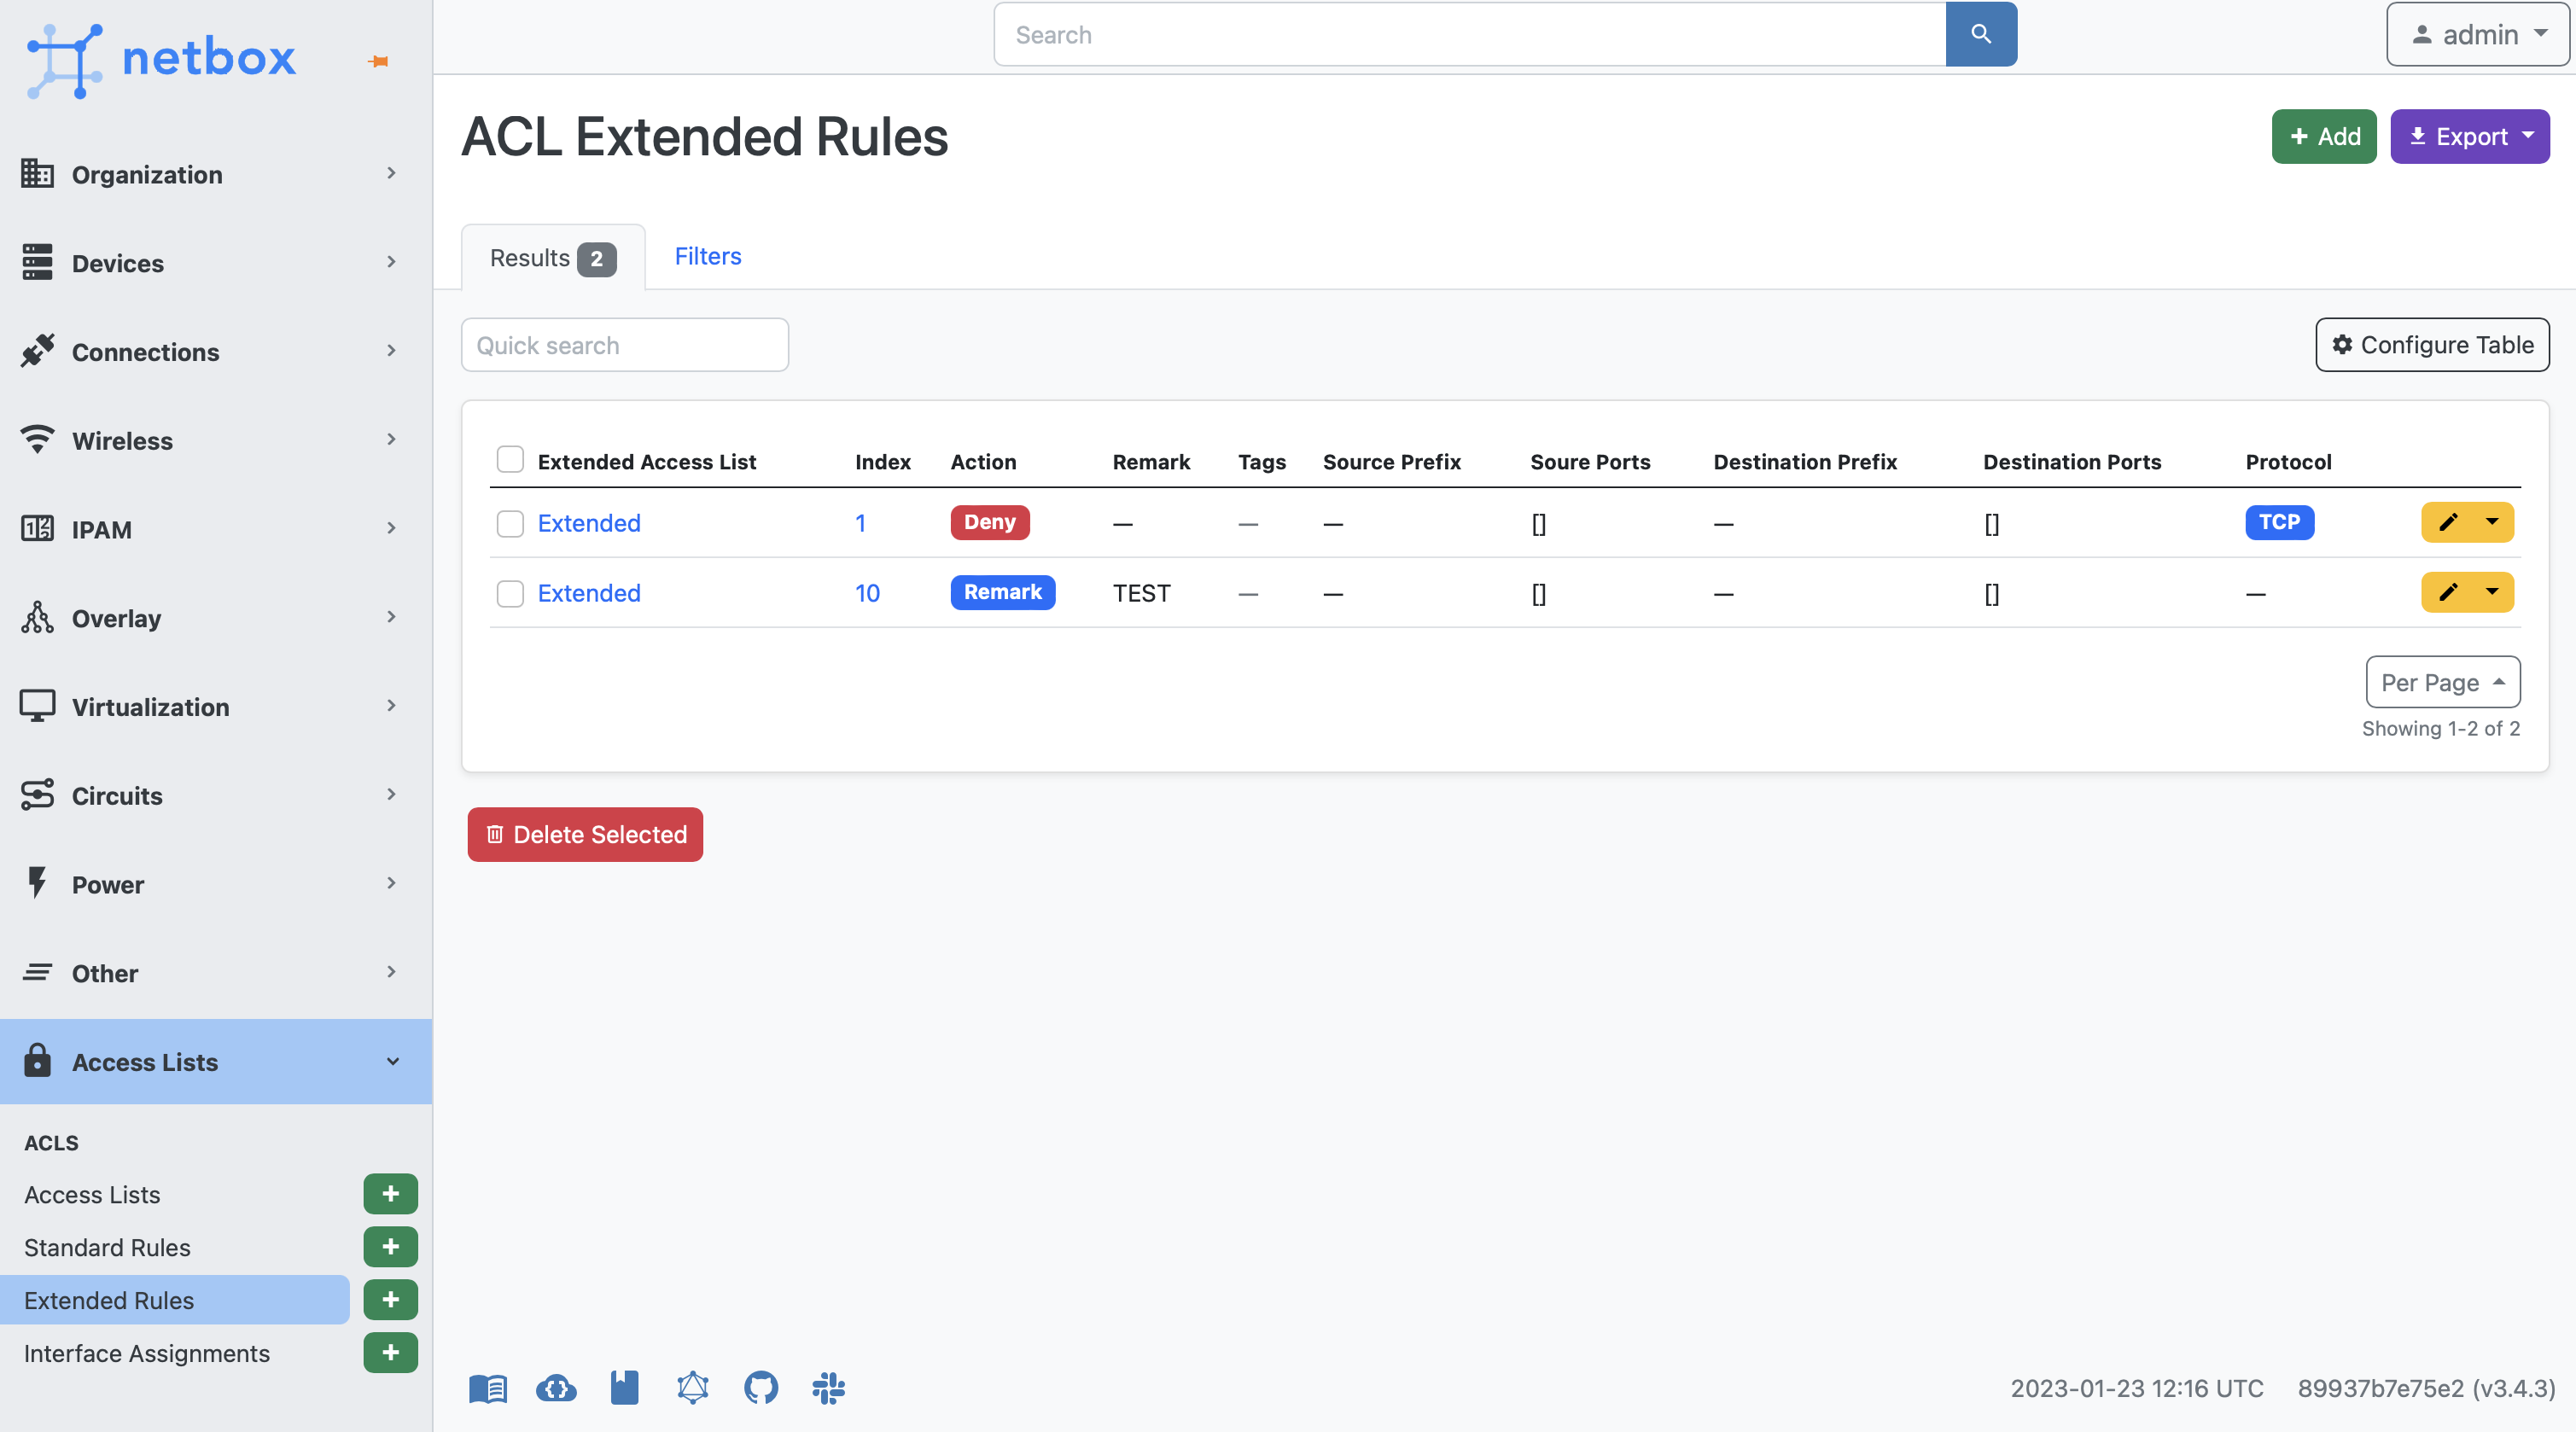 netbox
Search
admin
Organization
Devices
Connections
Wireless
IPAM
Overlay
Virtualization
Circuits
Power
Other
Access Lists
ACLS
Access Lists
Standard Rules
Extended Rules
Interface Assignments
ACL Extended Rules
Add Export
Results 2 Filters
Quick search
Configure Table
Extended Access List Index Action Remark Tags Source Prefix Soure Ports Destination Prefix Destination Ports Protocol
Extended 1 Deny — — — [] — [] TCP
Extended 10 Remark TEST — — [] — [] —
Per Page
Showing 1-2 of 2
Delete Selected
2023-01-23 12:16 UTC 89937b7e75e2 (v3.4.3)